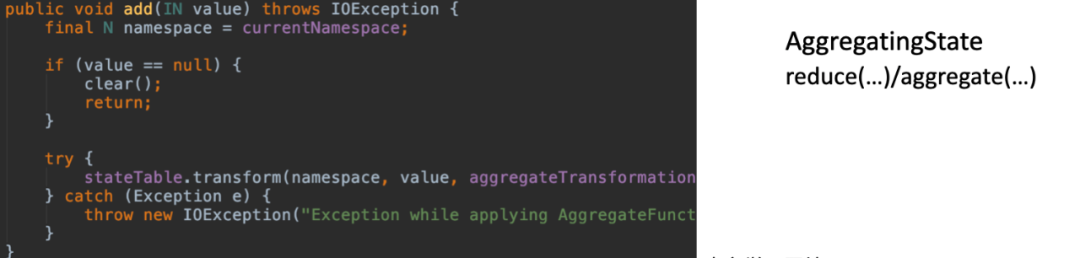 public void add(IN value) throws IOException {
    final N namespace = currentNamespace;
    if (value == null) {
        clear();
        return;
    }
    try {
        stateTable.transform(namespace, value, aggregateTransformation
    } catch (Exception e) {
        throw new IOException("Exception while applying AggregateFunct
    }
}
AggregatingState
reduce(...)/aggregate(...)